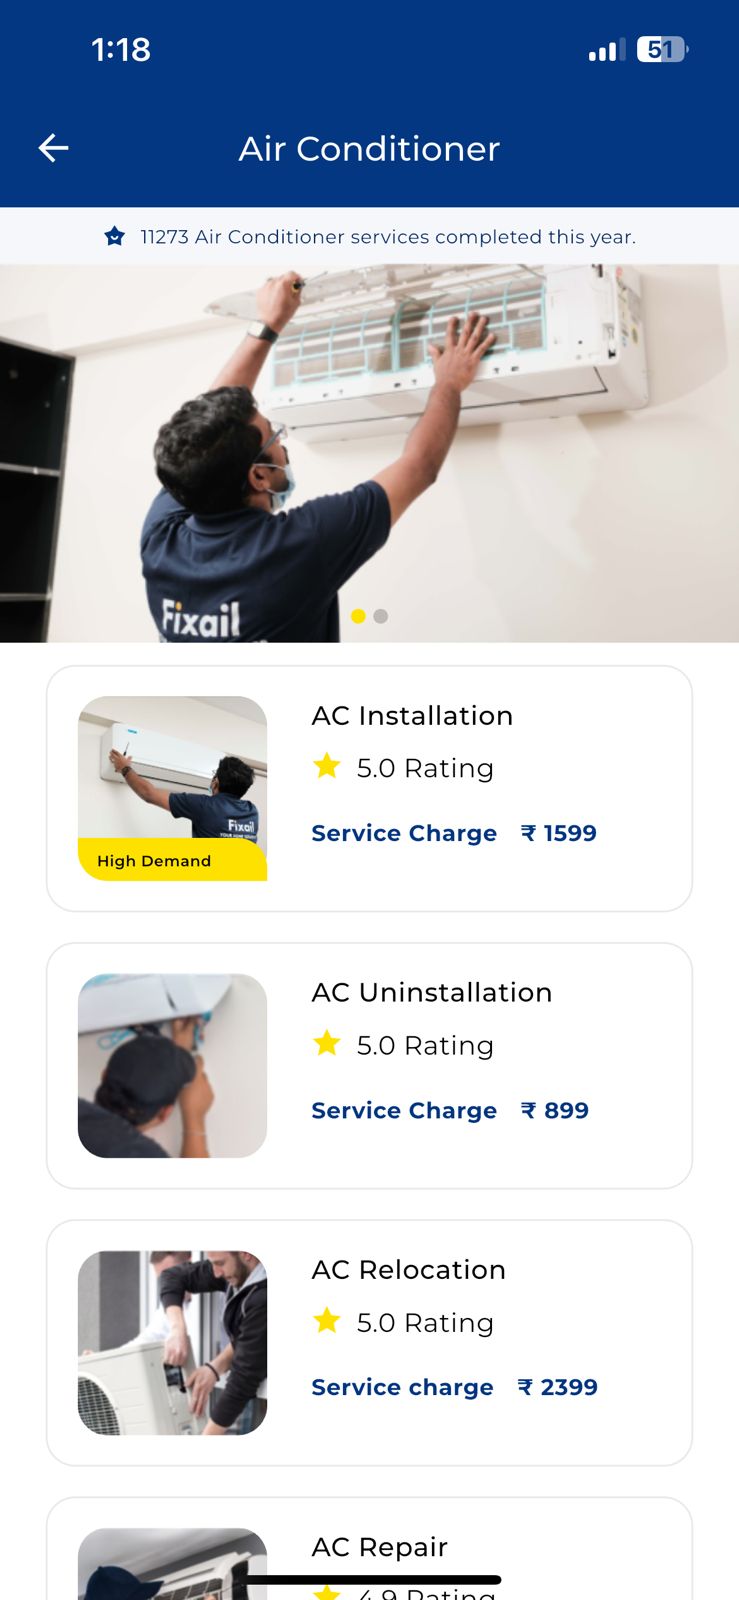 1:18
51
Air Conditioner
11273 Air Conditioner services completed this year.
Fixail
AC Installation
5.0 Rating
Service Charge ₹ 1599
Fixail
High Demand
AC Uninstallation
5.0 Rating
Service Charge ₹ 899
AC Relocation
5.0 Rating
Service charge ₹ 2399
AC Repair
4.9 Rating